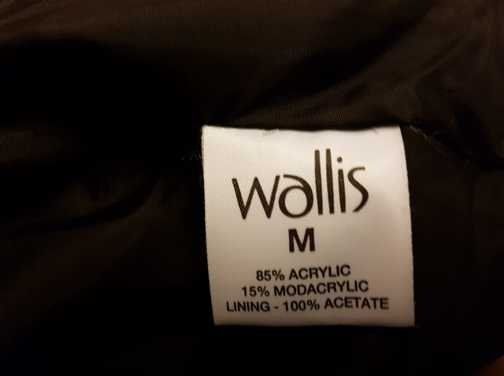 wallis
M
85% ACRYLIC
15% MODACRYLIC
LINING - 100% ACETATE